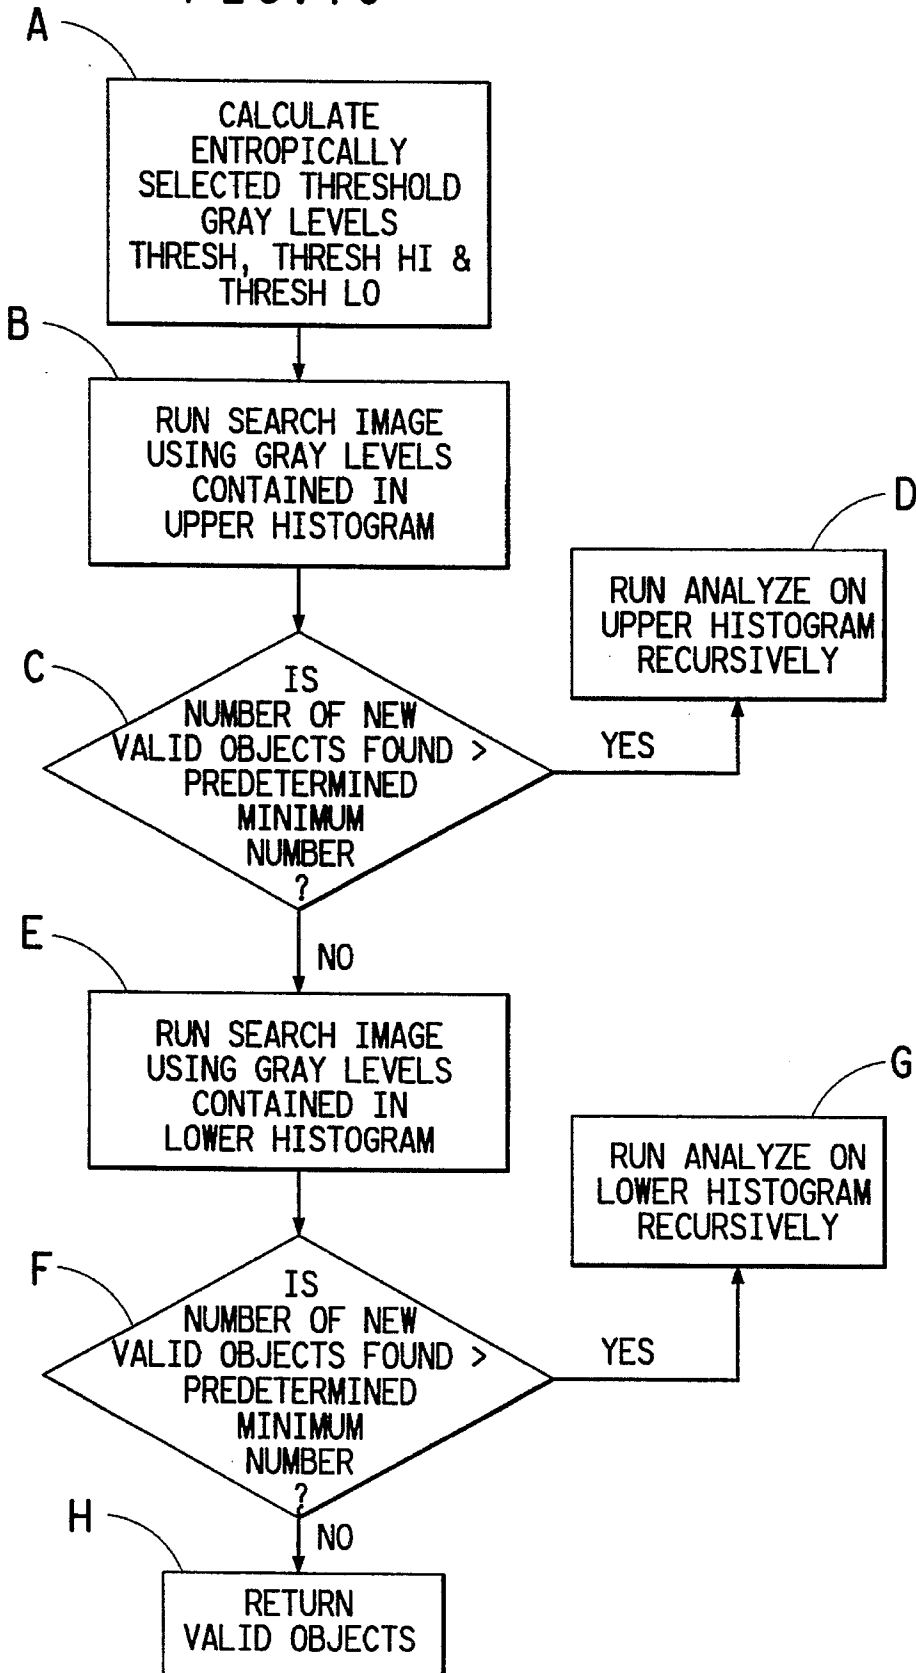 A
CALCULATE
ENTROPICALLY
SELECTED THRESHOLD
GRAY LEVELS
THRESH, THRESH HI &
THRESH LO
B
RUN SEARCH IMAGE
USING GRAY LEVELS
CONTAINED IN
UPPER HISTOGRAM
D
RUN ANALYZE ON
UPPER HISTOGRAM
RECURSIVELY
C
IS
NUMBER OF NEW
VALID OBJECTS FOUND >
PREDETERMINED
MINIMUM
NUMBER
?
YES
NO
E
RUN SEARCH IMAGE
USING GRAY LEVELS
CONTAINED IN
LOWER HISTOGRAM
G
RUN ANALYZE ON
LOWER HISTOGRAM
RECURSIVELY
F
IS
NUMBER OF NEW
VALID OBJECTS FOUND >
PREDETERMINED
MINIMUM
NUMBER
?
YES
NO
H
RETURN
VALID OBJECTS